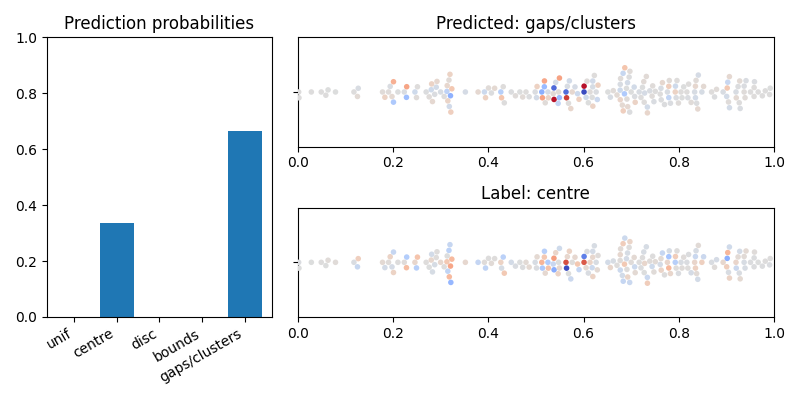 Prediction probabilities
1.0
0.8
0.6
0.4
0.2
0.0
unif
centre
disc
bounds
gaps/clusters
Predicted: gaps/clusters
0.0 0.2 0.4 0.6 0.8 1.0
Label: centre
0.0 0.2 0.4 0.6 0.8 1.0